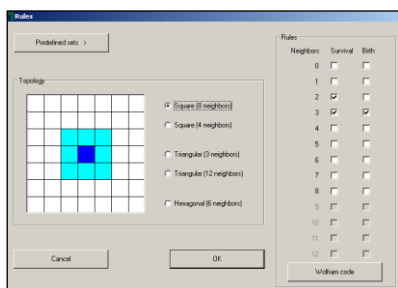 Rules
Predefined sets >
Topology
Square (8 neighbors)
Square (4 neighbors)
Triangular (3 neighbors)
Triangular (12 neighbors)
Hexagonal (6 neighbors)
Cancel
OK
Rules
Neighbors Survival Birth
0
1
2
3
4
5
6
7
8
9
10
11
12
Wolfram code